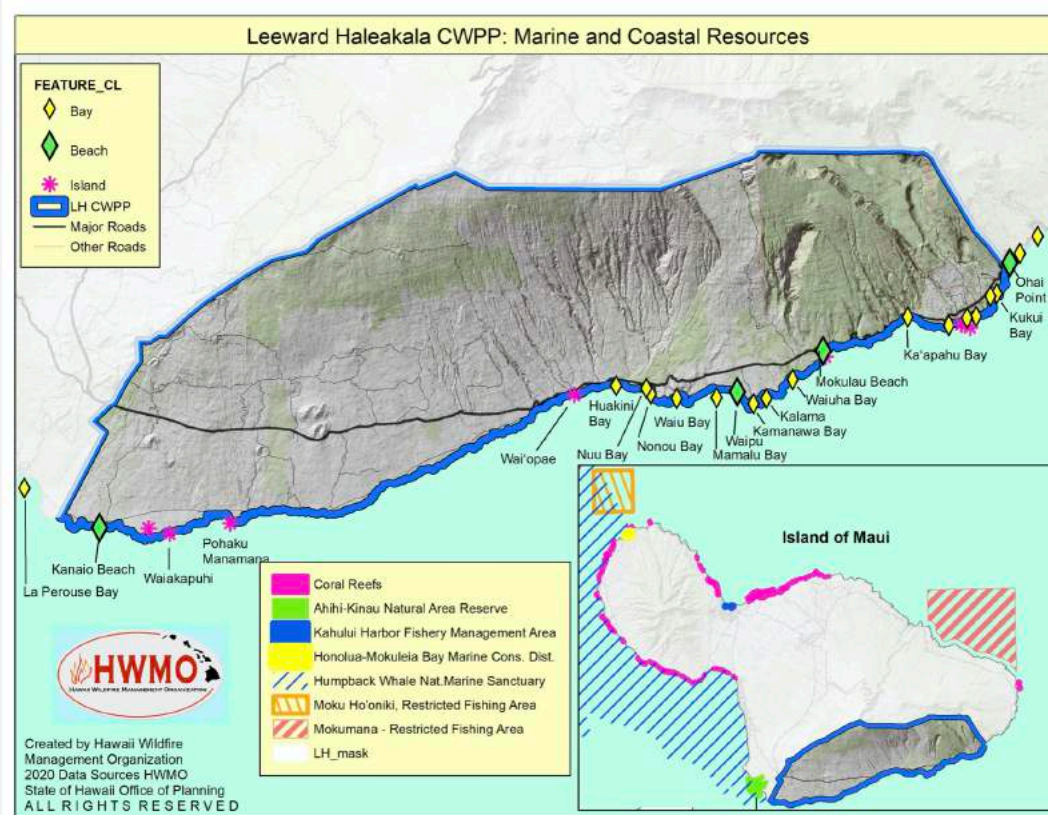 Leeward Haleakala CWPP: Marine and Coastal Resources
FEATURE_CL
Bay
Beach
Island
LH CWPP
Major Roads
Other Roads
Ohai
Point
Kukui
Bay
Ka'apahu Bay
Mokulau Beach
Waiuha Bay
Kalama
Kamanawa Bay
Waipu
Mamalu Bay
Waiu Bay
Nonou Bay
Nuu Bay
Huakini
Bay
Wai'opae
Pohaku
Manamana
Waiakapuhi
Kanaio Beach
La Perouse Bay
Island of Maui
Coral Reefs
Ahihi-Kinau Natural Area Reserve
Kahului Harbor Fishery Management Area
Honolua-Mokuleia Bay Marine Cons. Dist.
Humpback Whale Nat.Marine Sanctuary
Moku Ho'oniki, Restricted Fishing Area
Mokumana - Restricted Fishing Area
LH_mask
HWMO
HAWAII WILDFIRE MANAGEMENT ORGANIZATION
Created by Hawaii Wildfire
Management Organization
2020 Data Sources HWMO
State of Hawaii Office of Planning
ALL RIGHTS RESERVED